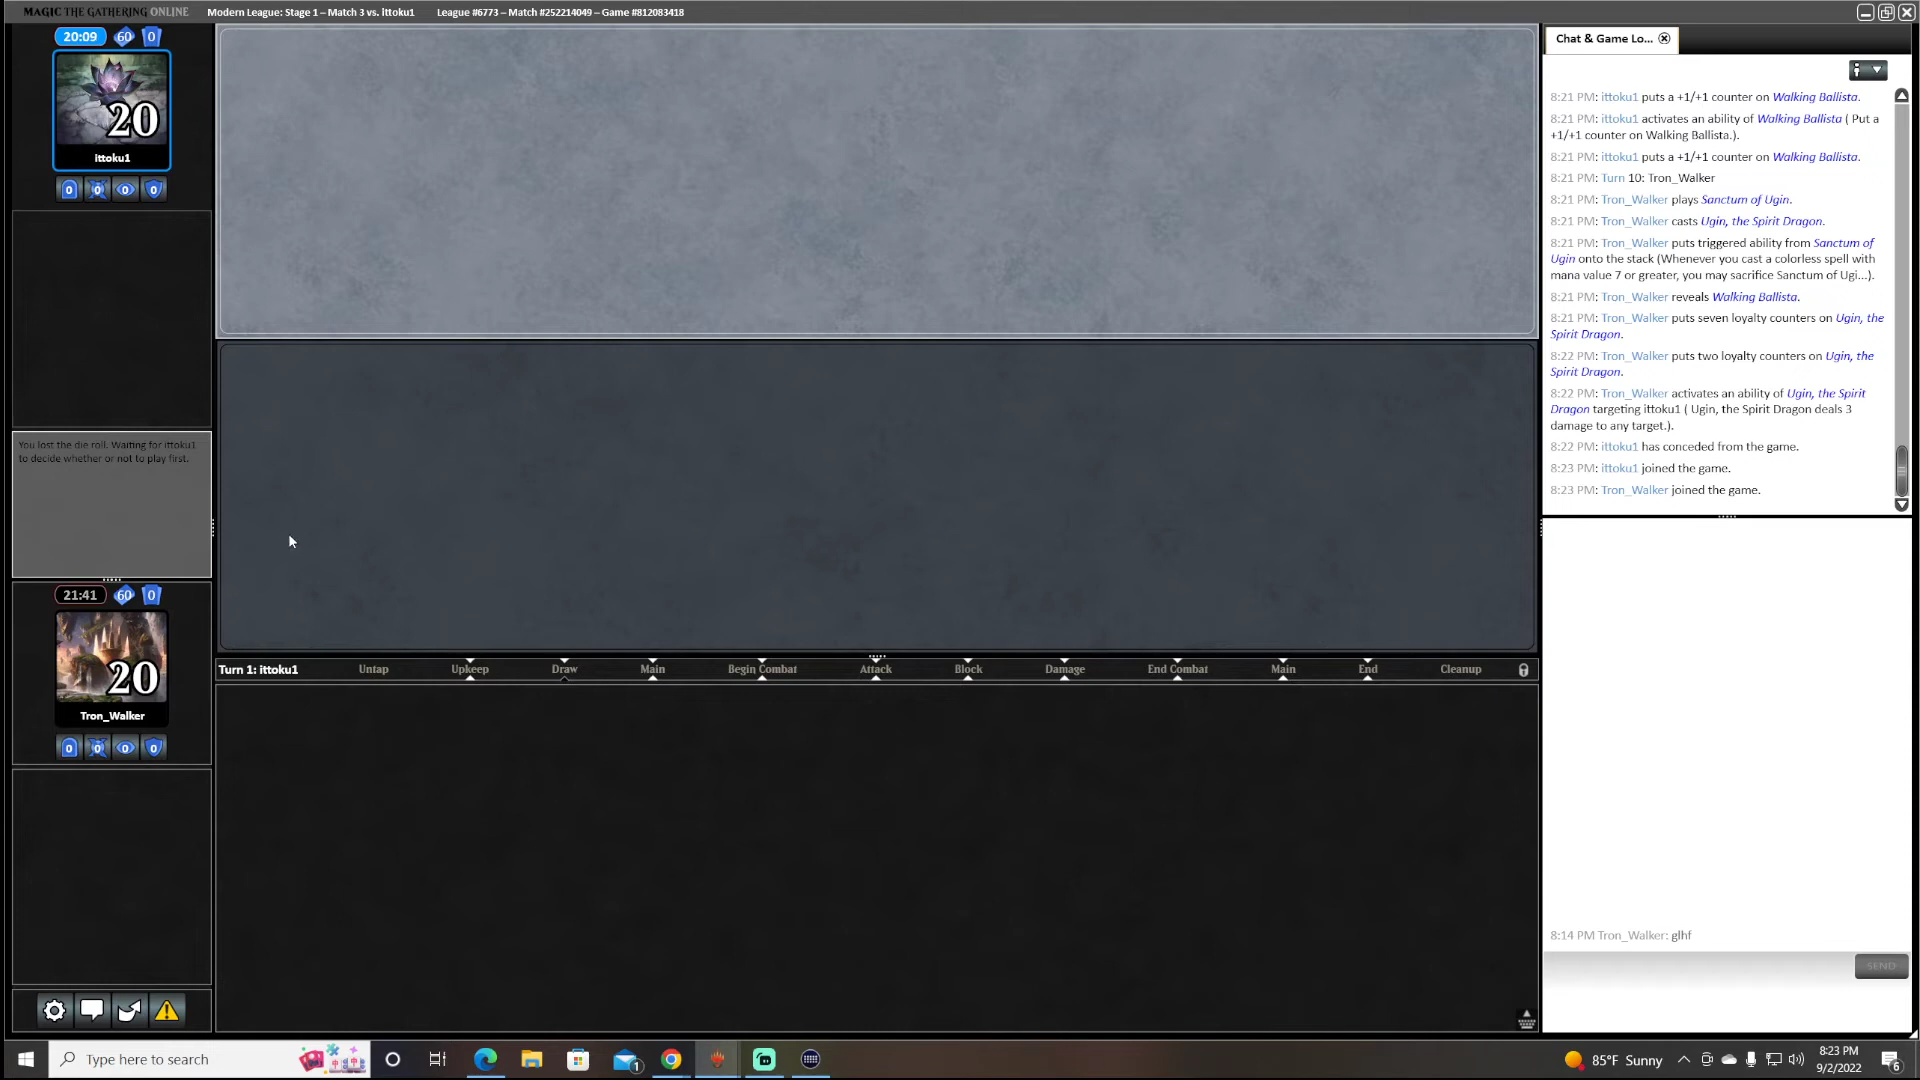 MAGIC THE GATHERING ONLINE Modern League: Stage 1 – Match 3 vs. ittoku1 League #6773 – Match #252214049 – Game #812083418
20:09 60 0
20
ittoku1
0 0 0 0
You lost the die roll. Waiting for ittoku1
to decide whether or not to play first.
21:41 60 0
20
Tron_Walker
0 0 0 0
Turn 1: ittoku1 Untap Upkeep Draw Main Begin Combat Attack Block Damage End Combat Main End Cleanup
Chat & Game Lo...
8:21 PM: ittoku1 puts a +1/+1 counter on Walking Ballista.
8:21 PM: ittoku1 activates an ability of Walking Ballista ( Put a
+1/+1 counter on Walking Ballista.).
8:21 PM: ittoku1 puts a +1/+1 counter on Walking Ballista.
8:21 PM: Turn 10: Tron_Walker
8:21 PM: Tron_Walker plays Sanctum of Ugin.
8:21 PM: Tron_Walker casts Ugin, the Spirit Dragon.
8:21 PM: Tron_Walker puts triggered ability from Sanctum of
Ugin onto the stack (Whenever you cast a colorless spell with
mana value 7 or greater, you may sacrifice Sanctum of Ugi...).
8:21 PM: Tron_Walker reveals Walking Ballista.
8:21 PM: Tron_Walker puts seven loyalty counters on Ugin, the
Spirit Dragon.
8:22 PM: Tron_Walker puts two loyalty counters on Ugin, the
Spirit Dragon.
8:22 PM: Tron_Walker activates an ability of Ugin, the Spirit
Dragon targeting ittoku1 ( Ugin, the Spirit Dragon deals 3
damage to any target.).
8:22 PM: ittoku1 has conceded from the game.
8:23 PM: ittoku1 joined the game.
8:23 PM: Tron_Walker joined the game.
8:14 PM Tron_Walker: glhf
SEND
Type here to search
1
85°F Sunny
8:23 PM
9/2/2022
6